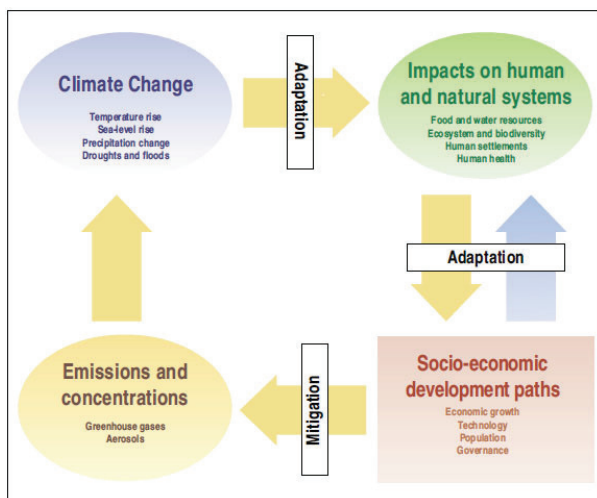 Climate Change
Temperature rise
Sea-level rise
Precipitation change
Droughts and floods
Adaptation
Impacts on human
and natural systems
Food and water resources
Ecosystem and biodiversity
Human settlements
Human health
Adaptation
Emissions and
concentrations
Greenhouse gases
Aerosols
Mitigation
Socio-economic
development paths
Economic growth
Technology
Population
Governance